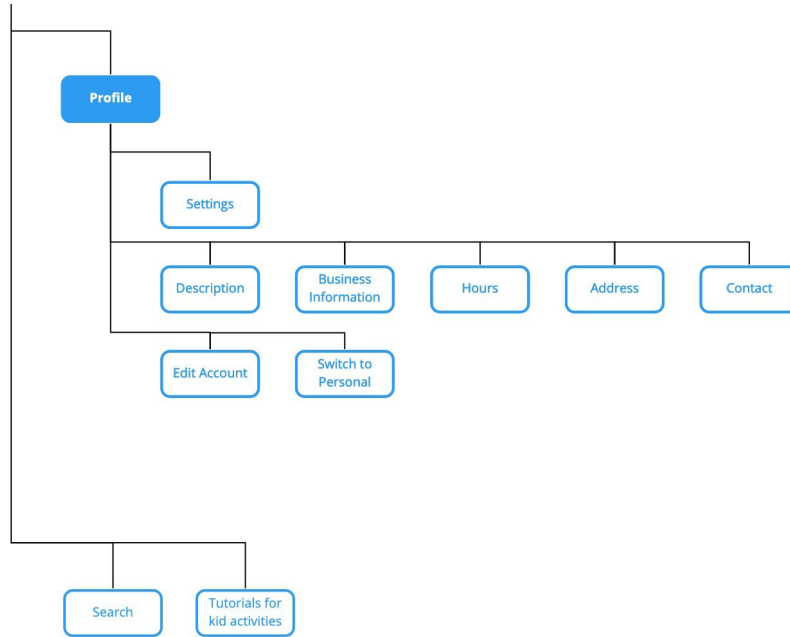 Profile
Settings
Description
Business
Information
Hours
Address
Contact
Edit Account
Switch to
Personal
Search
Tutorials for
kid activities